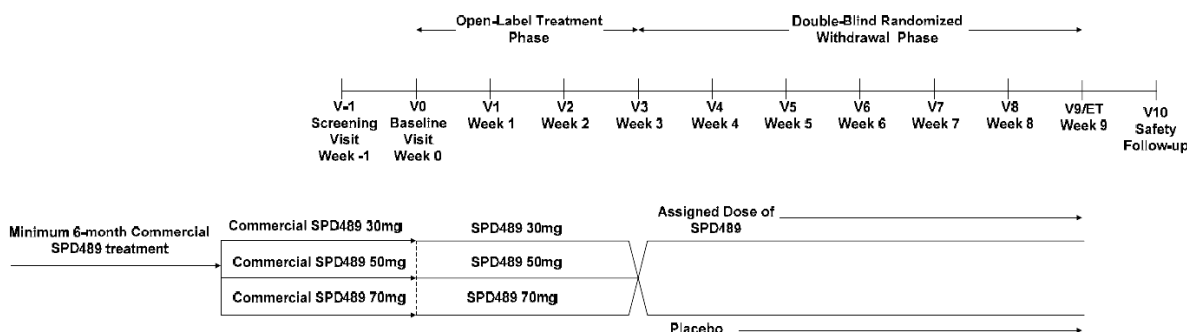 Open-Label Treatment
Phase
Double-Blind Randomized
Withdrawal Phase
V-1
Screening
Visit
Week -1
V0
Baseline
Visit
Week 0
V1
Week 1
V2
Week 2
V3
Week 3
V4
Week 4
V5
Week 5
V6
Week 6
V7
Week 7
V8
Week 8
V9/ET
Week 9
V10
Safety
Follow-up
Minimum 6-month Commercial
SPD489 treatment
Commercial SPD489 30mg
Commercial SPD489 50mg
Commercial SPD489 70mg
SPD489 30mg
SPD489 50mg
SPD489 70mg
Assigned Dose of
SPD489
Placebo